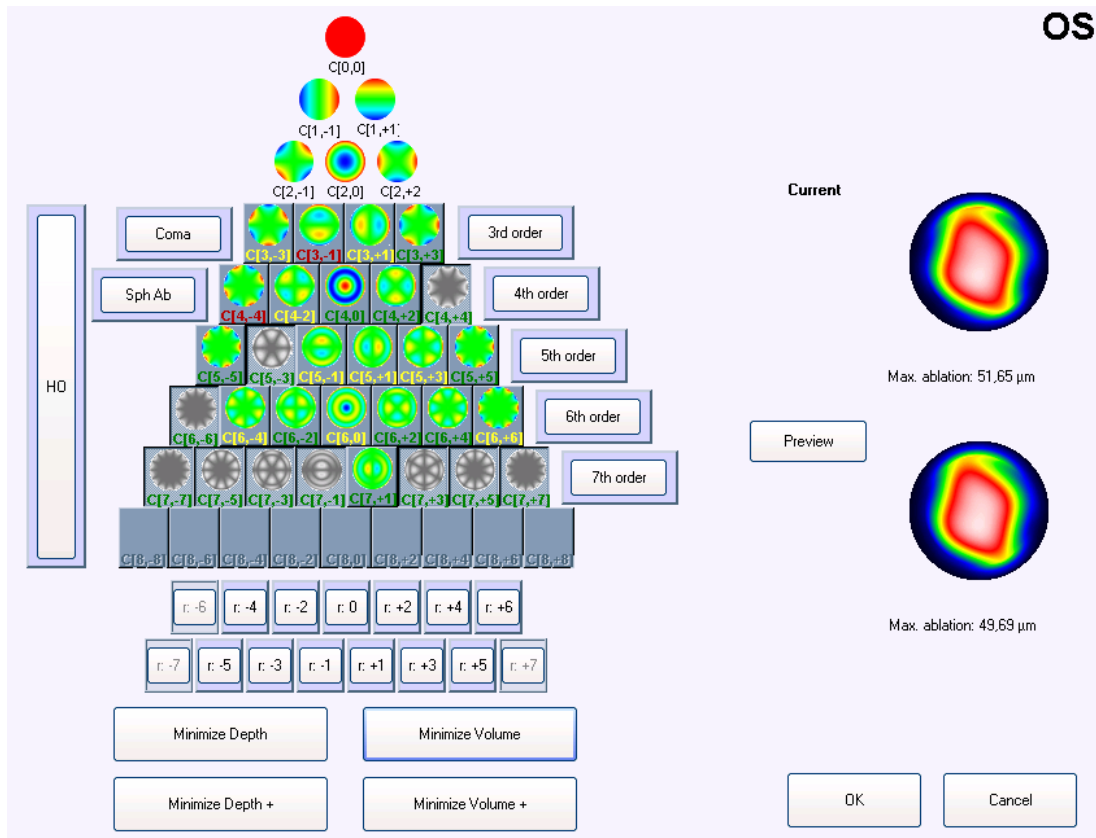 OS
C[0,0]
C[1,-1] C[1,+1]
C[2,-1] C[2,0] C[2,+2
Current
Coma
C[3,-3] C[3,-1] C[3,+1] C[3,+3]
3rd order
Sph Ab
C[4,-4] C[4-2] C[4,0] C[4,+2] C[4,+4]
4th order
C[5,-5] C[5,-3] C[5,-1] C[5,+1] C[5,+3] C[5,+5]
5th order
Max. ablation: 51,65 µm
HO
C[6,-6] C[6,-4] C[6,-2] C[6,0] C[6,+2] C[6,+4] C[6,+6]
6th order
Preview
C[7,-7] C[7,-5] C[7,-3] C[7,-1] C[7,+1] C[7,+3] C[7,+5] C[7,+7]
7th order
C[8,-8] C[8,-6] C[8,-4] C[8,-2] C[8,0] C[8,+2] C[8,+4] C[8,+6] C[8,+8]
r: -6 r: -4 r: -2 r: 0 r: +2 r: +4 r: +6
Max. ablation: 49,69 µm
r: -7 r: -5 r: -3 r: -1 r: +1 r: +3 r: +5 r: +7
Minimize Depth Minimize Volume
Minimize Depth + Minimize Volume +
OK Cancel